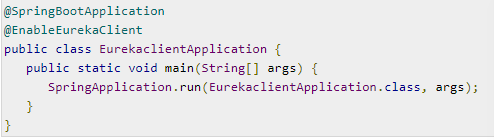 @SpringBootApplication
@EnableEurekaClient
public class EurekaclientApplication {
   public static void main(String[] args) {
      SpringApplication.run(EurekaclientApplication.class, args);
   }
}